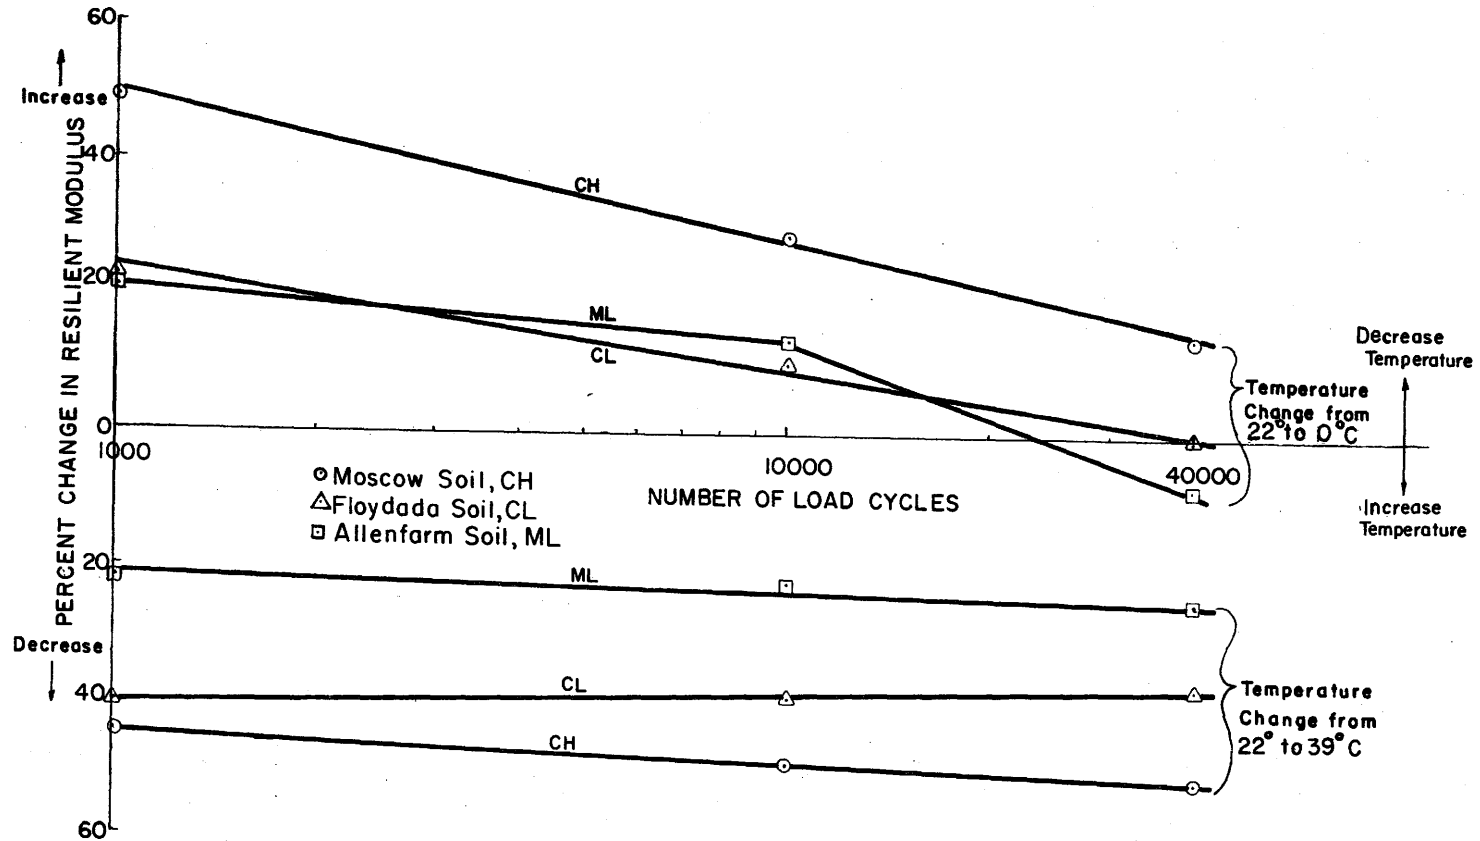 60
Increase
40
CH
20
ML
CL
0
1000
10000
40000
NUMBER OF LOAD CYCLES
PERCENT CHANGE IN RESILIENT MODULUS
Moscow Soil, CH
Floydada Soil, CL
Allenfarm Soil, ML
Temperature
Change from
22° to 0°C
Decrease
Temperature
Increase
Temperature
20
ML
Decrease
40
CL
CH
60
Temperature
Change from
22° to 39°C